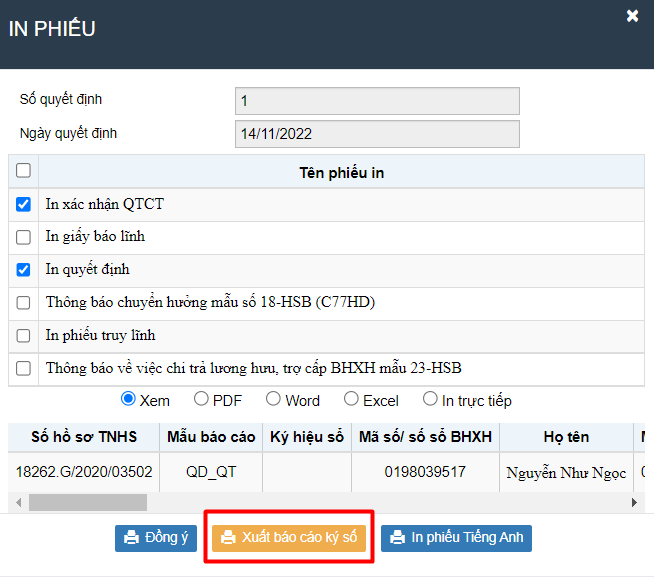 IN PHIẾU
Số quyết định 1
Ngày quyết định 14/11/2022
Tên phiếu in
In xác nhận QTCT
In giấy báo lĩnh
In quyết định
Thông báo chuyển hưởng mẫu số 18-HSB (C77HD)
In phiếu truy lĩnh
Thông báo về việc chi trả lương hưu, trợ cấp BHXH mẫu 23-HSB
Xem PDF Word Excel In trực tiếp
Số hồ sơ TNHS Mẫu báo cáo Ký hiệu sổ Mã số/ số sổ BHXH Họ tên
18262.G/2020/03502 QD_QT 0198039517 Nguyễn Như Ngọc
Đồng ý Xuất báo cáo ký số In phiếu Tiếng Anh